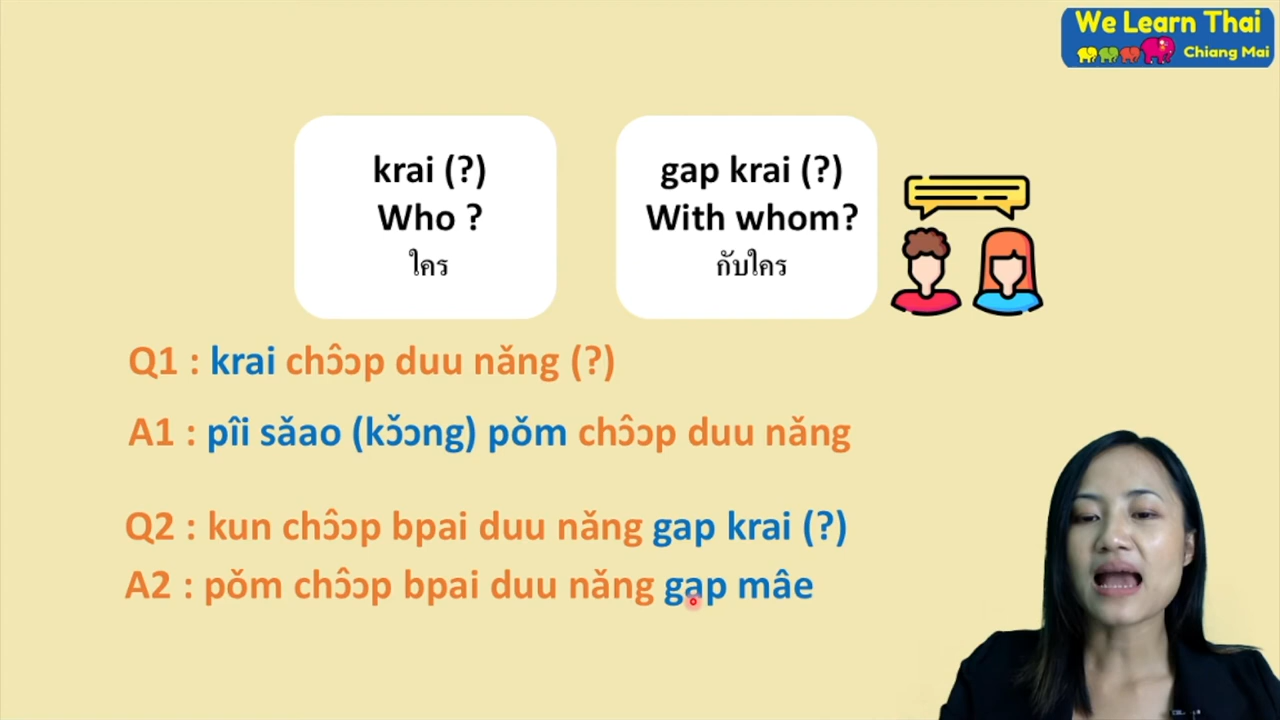 We Learn Thai
Chiang Mai
krai (?)
Who ?
ใคร
gap krai (?)
With whom?
กับใคร
Q1 : krai chɔ̂ɔp duu nǎng (?)
A1 : pîi sǎao (kɔ̌ɔng) pǒm chɔ̂ɔp duu nǎng
Q2 : kun chɔ̂ɔp bpai duu nǎng gap krai (?)
A2 : pǒm chɔ̂ɔp bpai duu nǎng gap mâe